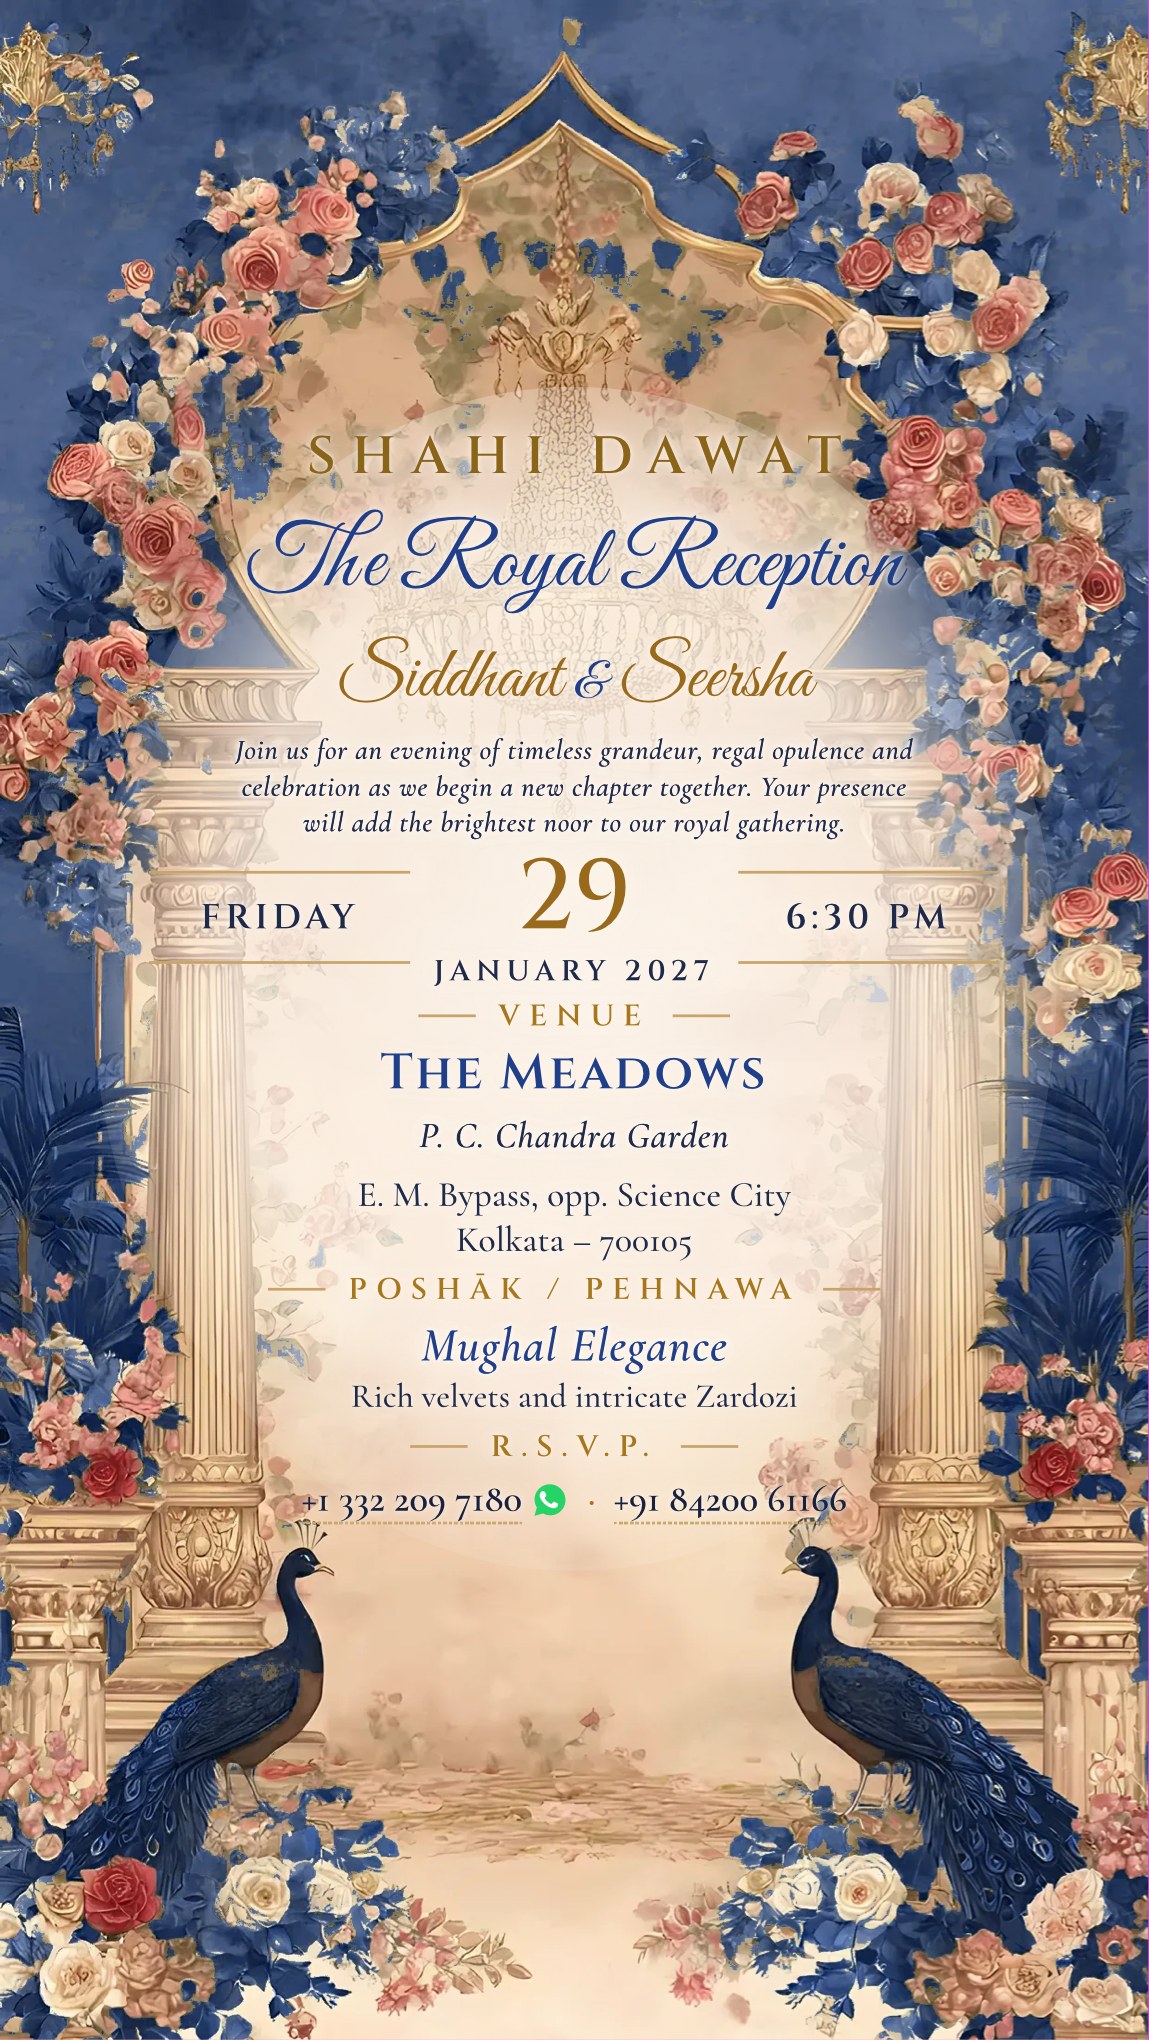 SHAHI DAWAT
The Royal Reception
Siddhant & Seersha
Join us for an evening of timeless grandeur, regal opulence and
celebration as we begin a new chapter together. Your presence
will add the brightest noor to our royal gathering.
FRIDAY 29 6:30 PM
JANUARY 2027
VENUE
THE MEADOWS
P. C. Chandra Garden
E. M. Bypass, opp. Science City
Kolkata – 700105
POSHĀK / PEHNAWA
Mughal Elegance
Rich velvets and intricate Zardozi
R.S.V.P.
+1 332 209 7180 · +91 84200 61166